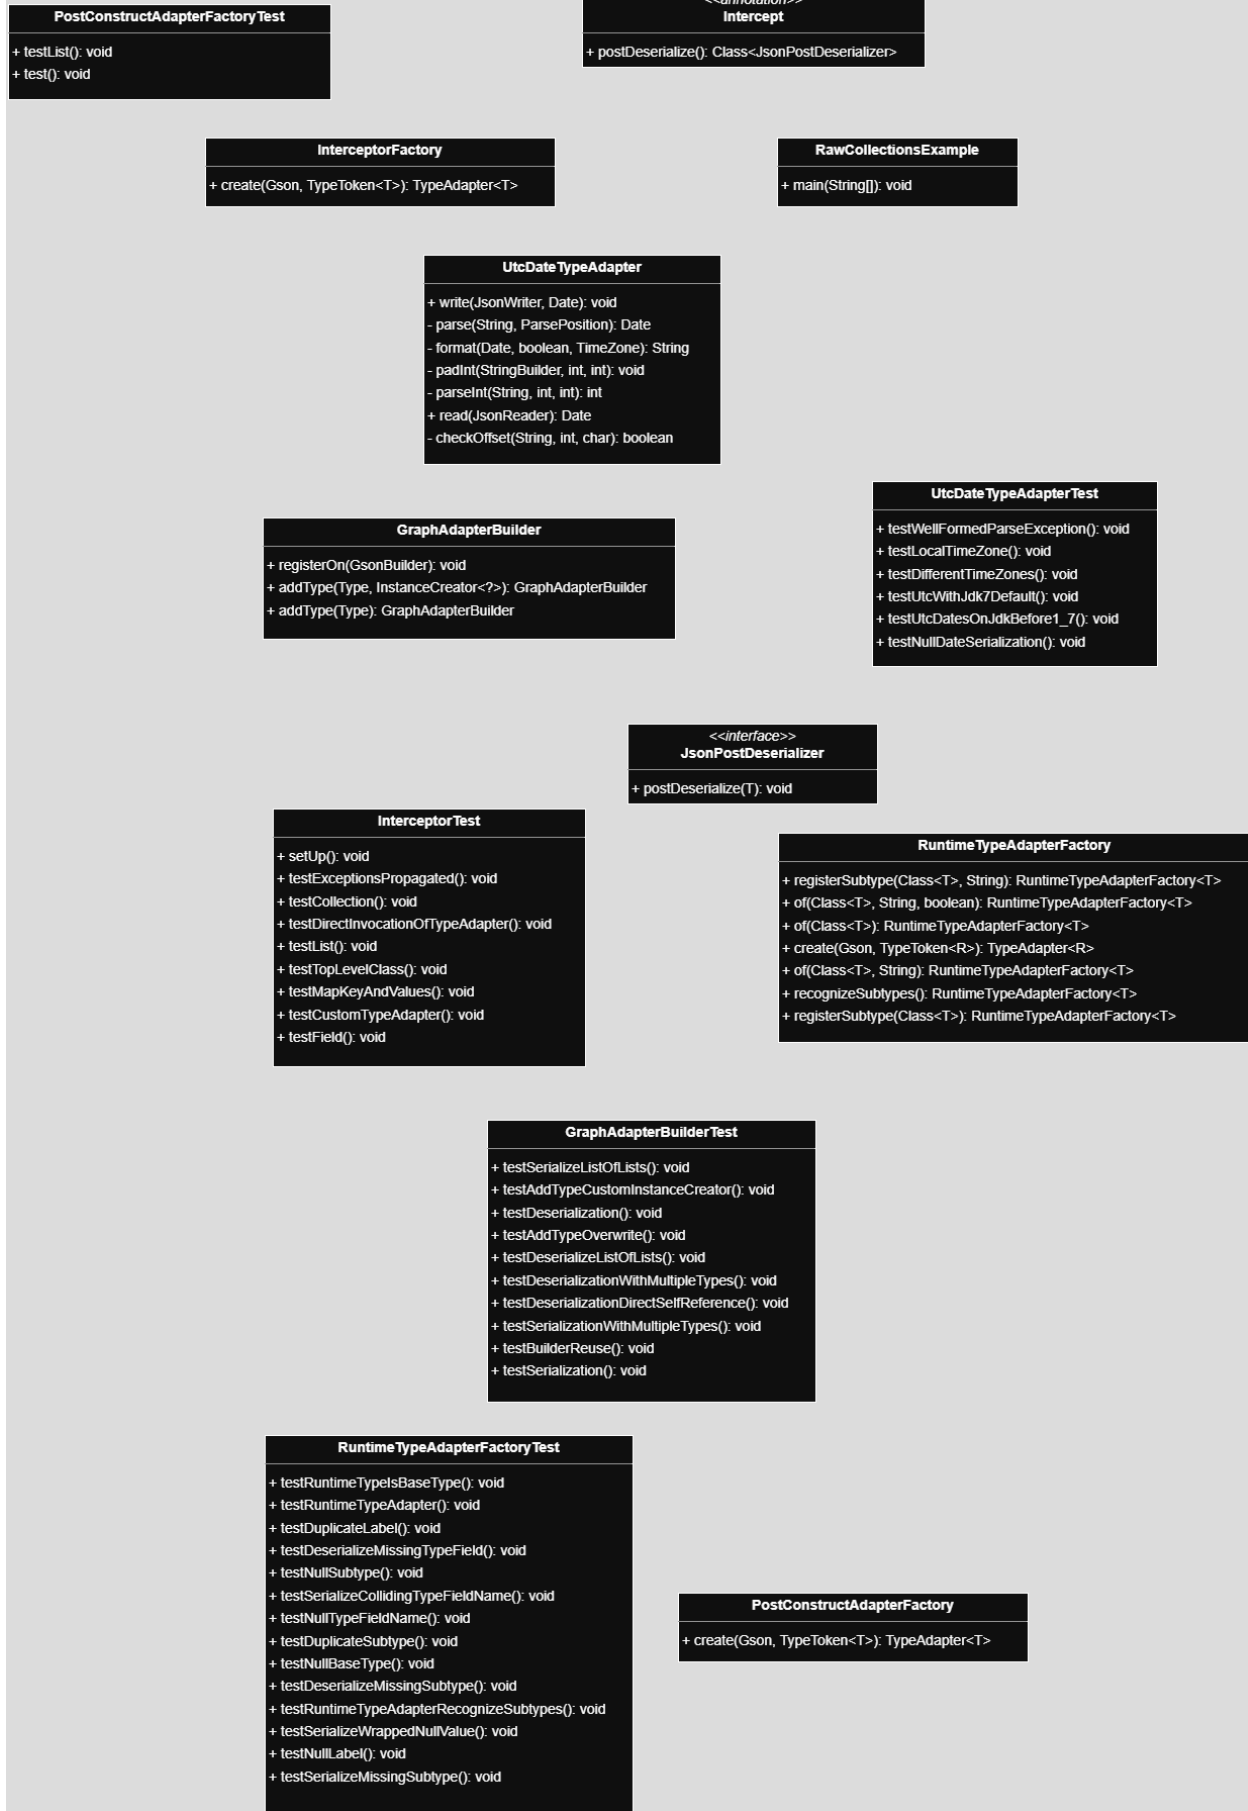 PostConstructAdapterFactoryTest
+ testList(): void
+ test(): void
<<annotation>>
Intercept
+ postDeserialize(): Class<JsonPostDeserializer>
InterceptorFactory
+ create(Gson, TypeToken<T>): TypeAdapter<T>
RawCollectionsExample
+ main(String[]): void
UtcDateTypeAdapter
+ write(JsonWriter, Date): void
- parse(String, ParsePosition): Date
- format(Date, boolean, TimeZone): String
- padInt(StringBuilder, int, int): void
- parseInt(String, int, int): int
+ read(JsonReader): Date
- checkOffset(String, int, char): boolean
UtcDateTypeAdapterTest
+ testWellFormedParseException(): void
+ testLocalTimeZone(): void
+ testDifferentTimeZones(): void
+ testUtcWithJdk7Default(): void
+ testUtcDatesOnJdkBefore1_7(): void
+ testNullDateSerialization(): void
GraphAdapterBuilder
+ registerOn(GsonBuilder): void
+ addType(Type, InstanceCreator<?>): GraphAdapterBuilder
+ addType(Type): GraphAdapterBuilder
<<interface>>
JsonPostDeserializer
+ postDeserialize(T): void
InterceptorTest
+ setUp(): void
+ testExceptionsPropagated(): void
+ testCollection(): void
+ testDirectInvocationOfTypeAdapter(): void
+ testList(): void
+ testTopLevelClass(): void
+ testMapKeyAndValues(): void
+ testCustomTypeAdapter(): void
+ testField(): void
RuntimeTypeAdapterFactory
+ registerSubtype(Class<T>, String): RuntimeTypeAdapterFactory<T>
+ of(Class<T>, String, boolean): RuntimeTypeAdapterFactory<T>
+ of(Class<T>): RuntimeTypeAdapterFactory<T>
+ create(Gson, TypeToken<R>): TypeAdapter<R>
+ of(Class<T>, String): RuntimeTypeAdapterFactory<T>
+ recognizeSubtypes(): RuntimeTypeAdapterFactory<T>
+ registerSubtype(Class<T>): RuntimeTypeAdapterFactory<T>
GraphAdapterBuilderTest
+ testSerializeListOfLists(): void
+ testAddTypeCustomInstanceCreator(): void
+ testDeserialization(): void
+ testAddTypeOverwrite(): void
+ testDeserializeListOfLists(): void
+ testDeserializationWithMultipleTypes(): void
+ testDeserializationDirectSelfReference(): void
+ testSerializationWithMultipleTypes(): void
+ testBuilderReuse(): void
+ testSerialization(): void
RuntimeTypeAdapterFactoryTest
+ testRuntimeTypeIsBaseType(): void
+ testRuntimeTypeAdapter(): void
+ testDuplicateLabel(): void
+ testDeserializeMissingTypeField(): void
+ testNullSubtype(): void
+ testSerializeCollidingTypeFieldName(): void
+ testNullTypeFieldName(): void
+ testDuplicateSubtype(): void
+ testNullBaseType(): void
+ testDeserializeMissingSubtype(): void
+ testRuntimeTypeAdapterRecognizeSubtypes(): void
+ testSerializeWrappedNullValue(): void
+ testNullLabel(): void
+ testSerializeMissingSubtype(): void
PostConstructAdapterFactory
+ create(Gson, TypeToken<T>): TypeAdapter<T>